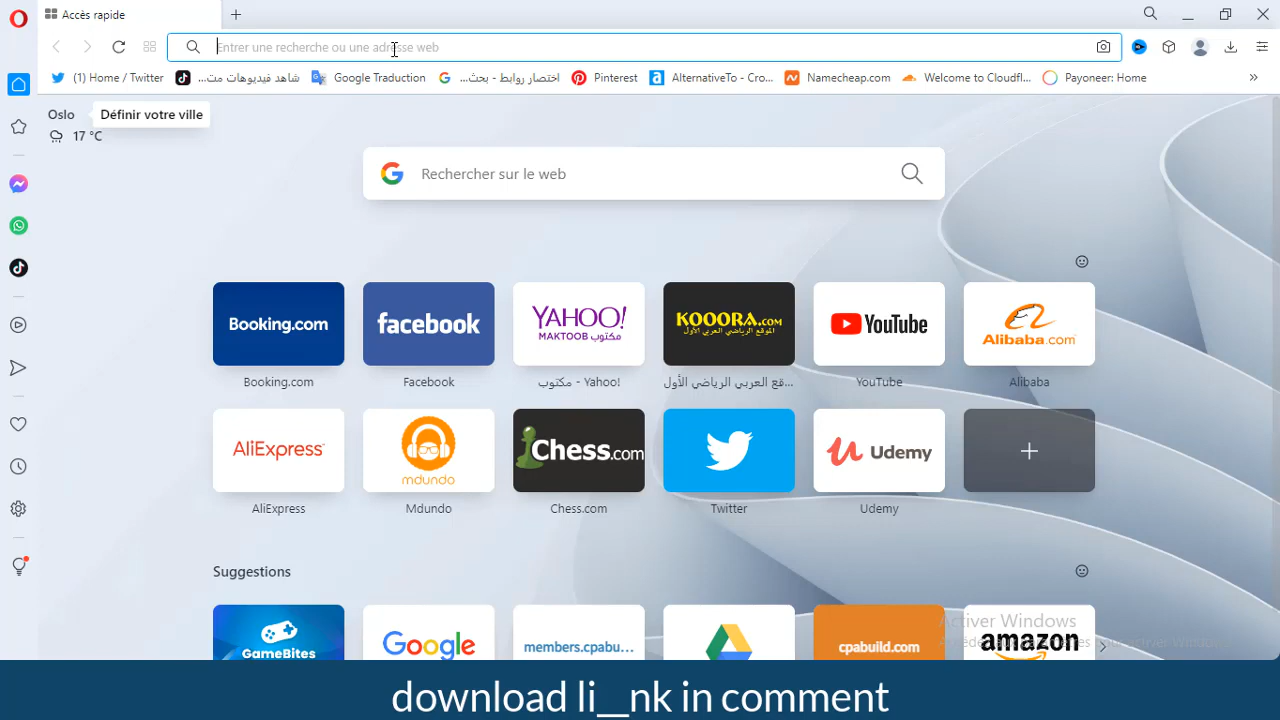 Accès rapide
Entrer une recherche ou une adresse web
(1) Home / Twitter
شاهد فيديوهات مت...
Google Traduction
اختصار روابط - بحث...
Pinterest
AlternativeTo - Cro...
Namecheap.com
Welcome to Cloudfl...
Payoneer: Home
Oslo
Définir votre ville
17 °C
Rechercher sur le web
Booking.com
facebook
YAHOO!
MAKTOOB مكتوب
KOOORA.COM
الموقع الرياضي العربي الأول
YouTube
Alibaba.com
Booking.com
Facebook
مكتوب - Yahoo!
...قع العربي الرياضي الأول
YouTube
Alibaba
AliExpress
mdundo
Chess.com
Udemy
AliExpress
Mdundo
Chess.com
Twitter
Udemy
Suggestions
GameBites
Google
members.cpabu...
cpabuild.com
amazon
Activer Windows
download li__nk in comment